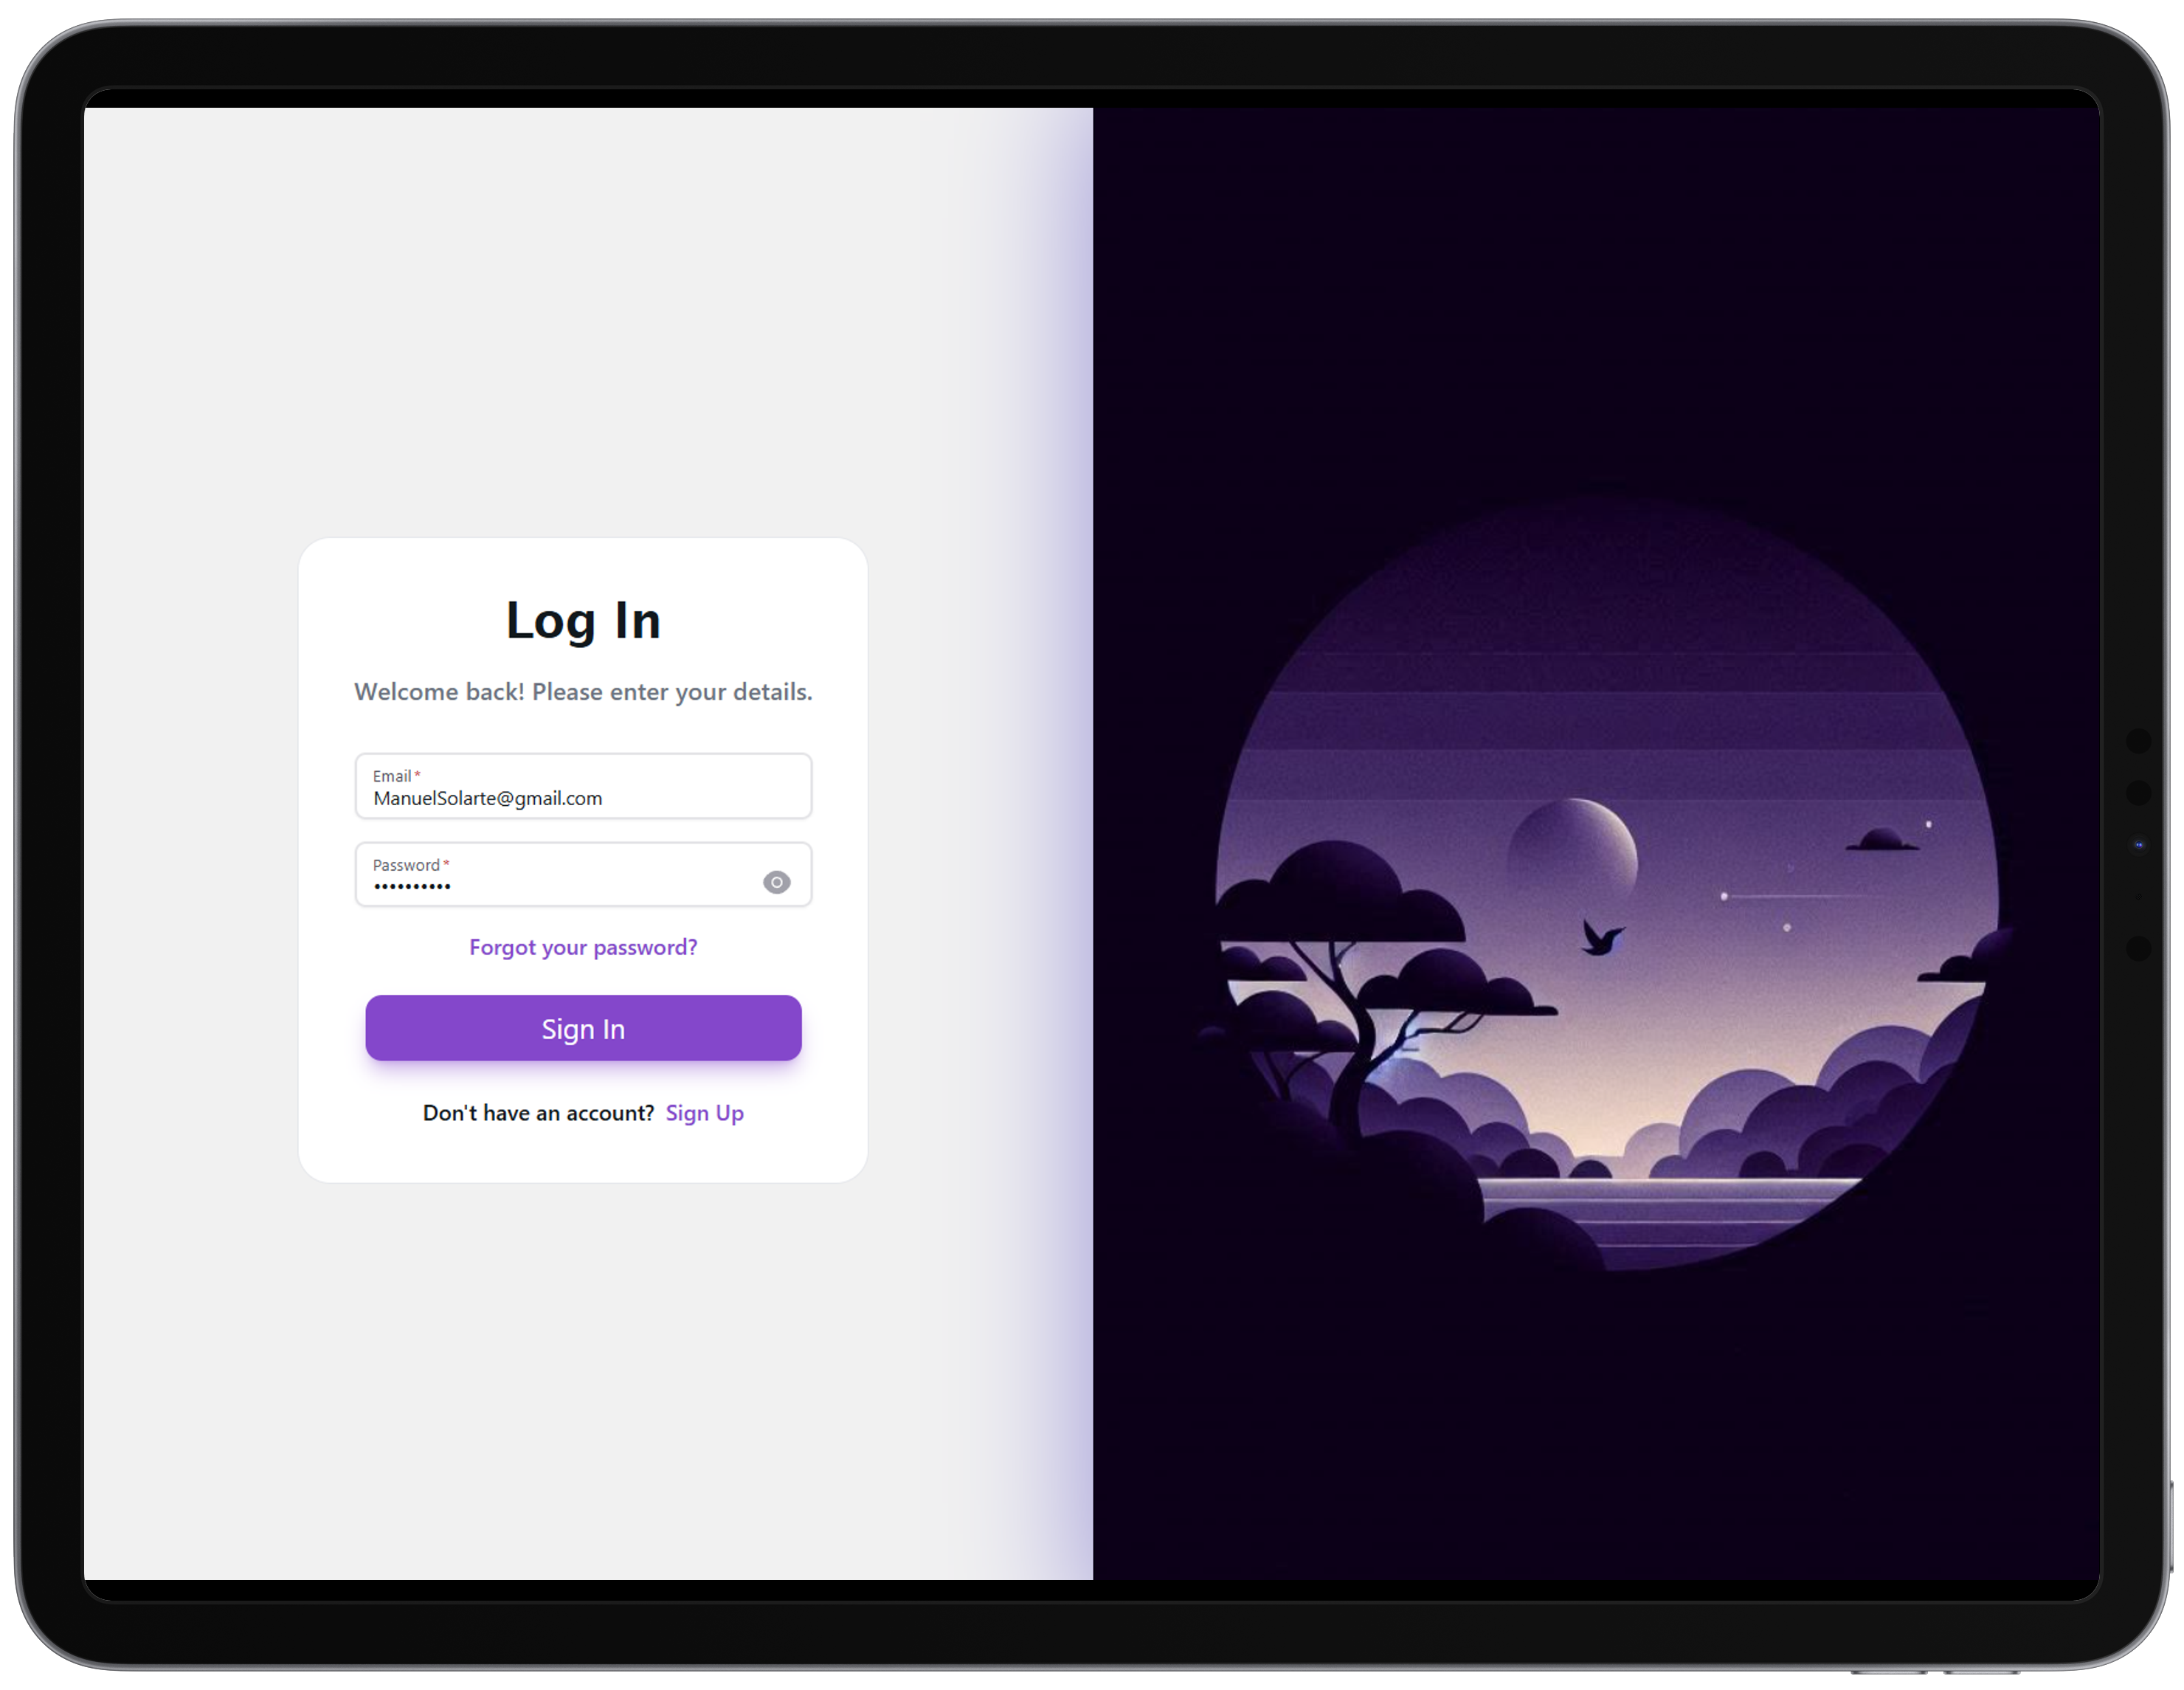 Log In
Welcome back! Please enter your details.
Email*
ManuelSolarte@gmail.com
Password*
••••••••••
Forgot your password?
Sign In
Don't have an account? Sign Up